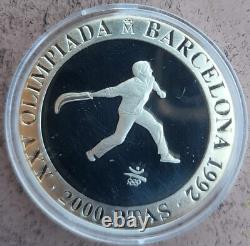 XXV OLIMPIADA M BARCELONA 1992
2000 PTAS